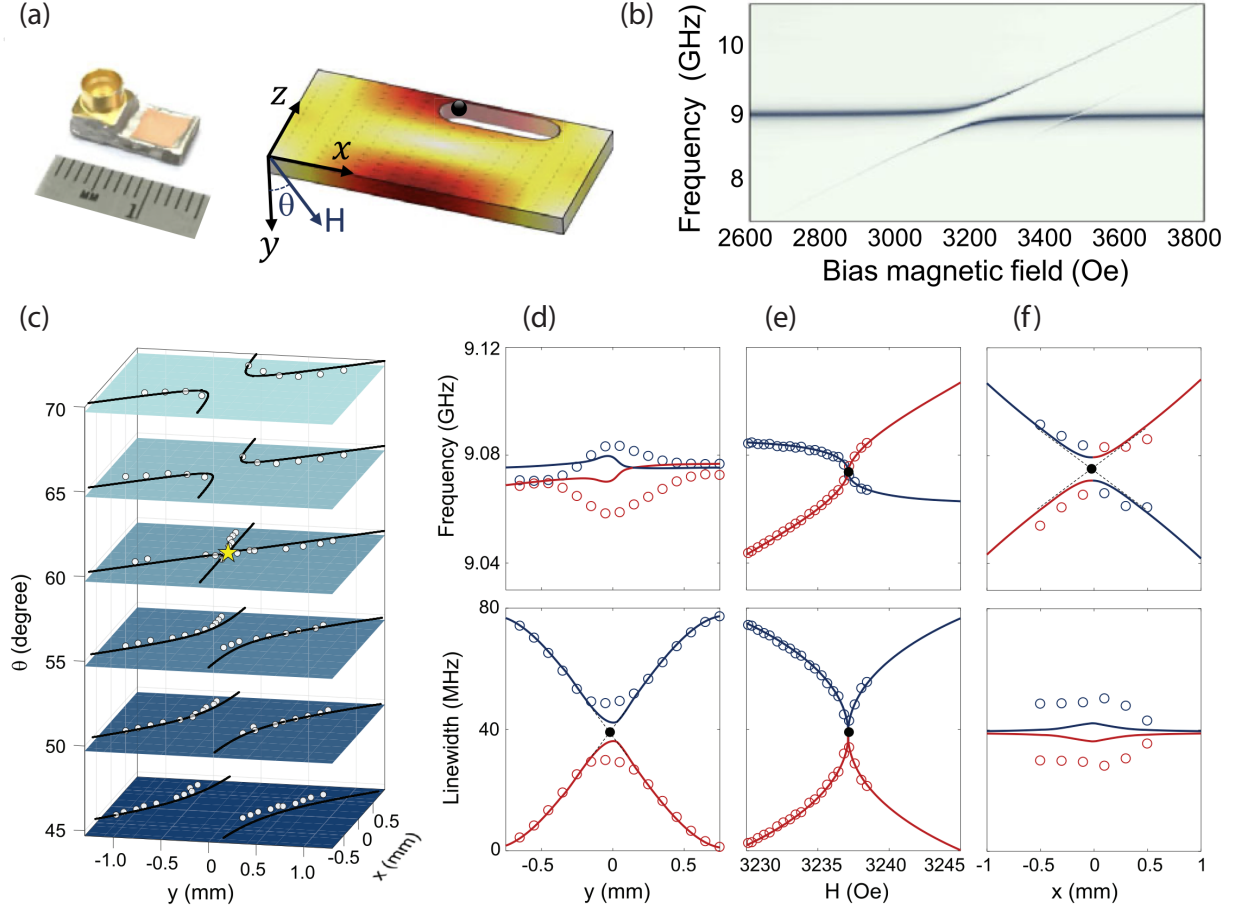 (a)
z
x
θ
H
y
MM
1
(b)
Frequency (GHz)
10
9
8
2600 2800 3000 3200 3400 3600 3800
Bias magnetic field (Oe)
(c)
70
65
60
55
50
45
θ (degree)
-1.0 -0.5 0 0.5 1.0
y (mm)
-0.5 0 0.5
x (mm)
(d)
Frequency (GHz)
9.12
9.08
9.04
Linewidth (MHz)
80
40
0
-0.5 0 0.5
y (mm)
(e)
3230 3235 3240 3245
H (Oe)
(f)
-1 -0.5 0 0.5 1
x (mm)